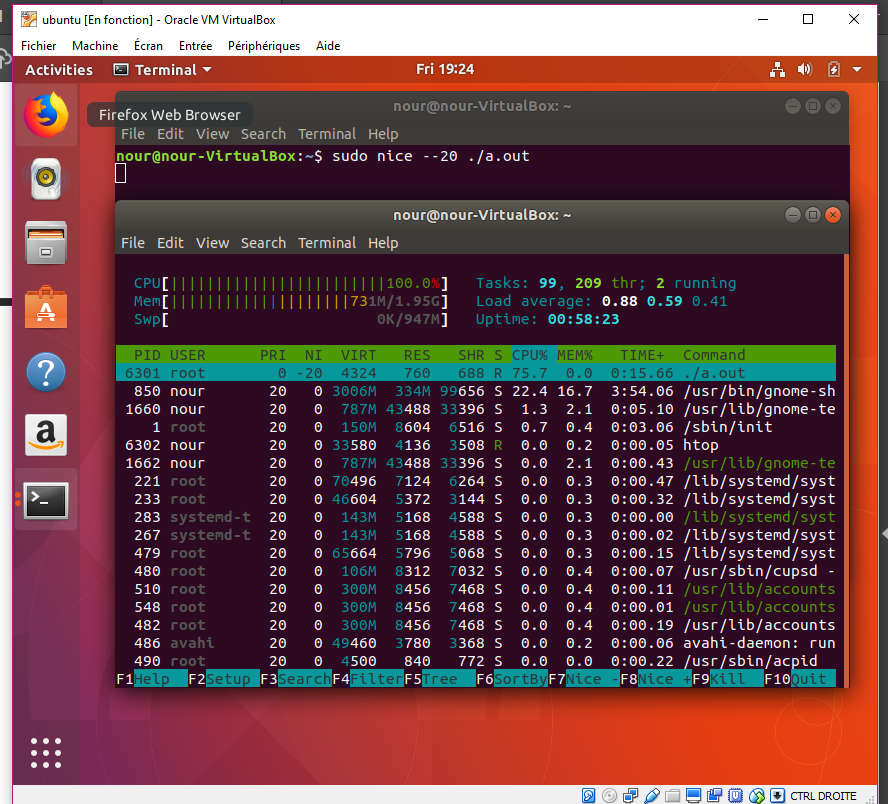 ubuntu [En fonction] - Oracle VM VirtualBox
Fichier Machine Écran Entrée Périphériques Aide
Activities Terminal Fri 19:24
Firefox Web Browser
nour@nour-VirtualBox: ~
File Edit View Search Terminal Help
nour@nour-VirtualBox:~$ sudo nice --20 ./a.out
nour@nour-VirtualBox: ~
File Edit View Search Terminal Help
CPU[||||||||||||||||||||||||100.0%] Tasks: 99, 209 thr; 2 running
Mem[||||||||||||||||||||731M/1.95G] Load average: 0.88 0.59 0.41
Swp[ 0K/947M] Uptime: 00:58:23
PID USER PRI NI VIRT RES SHR S CPU% MEM% TIME+ Command
6301 root 0 -20 4324 760 688 R 75.7 0.0 0:15.66 ./a.out
850 nour 20 0 3006M 334M 99656 S 22.4 16.7 3:54.06 /usr/bin/gnome-sh
1660 nour 20 0 787M 43488 33396 S 1.3 2.1 0:05.10 /usr/lib/gnome-te
1 root 20 0 150M 8604 6516 S 0.7 0.4 0:03.06 /sbin/init
6302 nour 20 0 33580 4136 3508 R 0.0 0.2 0:00.05 htop
1662 nour 20 0 787M 43488 33396 S 0.0 2.1 0:00.43 /usr/lib/gnome-te
221 root 20 0 70496 7124 6264 S 0.0 0.3 0:00.47 /lib/systemd/syst
233 root 20 0 46604 5372 3144 S 0.0 0.3 0:00.32 /lib/systemd/syst
283 systemd-t 20 0 143M 5168 4588 S 0.0 0.3 0:00.00 /lib/systemd/syst
267 systemd-t 20 0 143M 5168 4588 S 0.0 0.3 0:00.02 /lib/systemd/syst
479 root 20 0 65664 5796 5068 S 0.0 0.3 0:00.15 /lib/systemd/syst
480 root 20 0 106M 8312 7032 S 0.0 0.4 0:00.07 /usr/sbin/cupsd -
510 root 20 0 300M 8456 7468 S 0.0 0.4 0:00.11 /usr/lib/accounts
548 root 20 0 300M 8456 7468 S 0.0 0.4 0:00.01 /usr/lib/accounts
482 root 20 0 300M 8456 7468 S 0.0 0.4 0:00.19 /usr/lib/accounts
486 avahi 20 0 49460 3780 3368 S 0.0 0.2 0:00.06 avahi-daemon: run
490 root 20 0 4500 840 772 S 0.0 0.0 0:00.22 /usr/sbin/acpid
F1Help F2Setup F3SearchF4FilterF5Tree F6SortByF7Nice -F8Nice +F9Kill F10Quit
CTRL DROITE